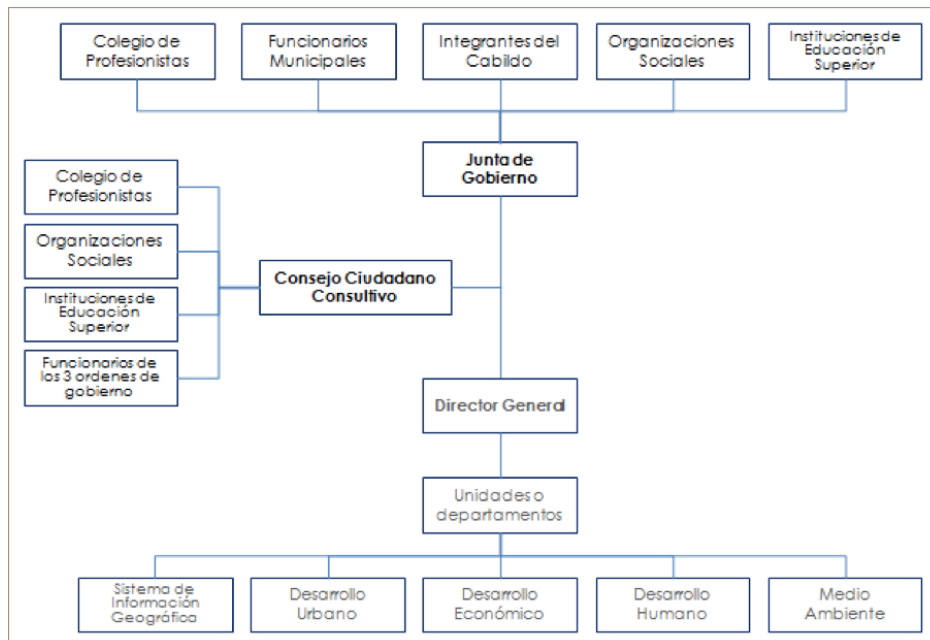 Colegio de
Profesionistas
Funcionarios
Municipales
Integrantes del
Cabildo
Organizaciones
Sociales
Instituciones de
Educación
Superior
Junta de
Gobierno
Colegio de
Profesionistas
Organizaciones
Sociales
Instituciones de
Educación
Superior
Funcionarios de
los 3 ordenes de
gobierno
Consejo Ciudadano
Consultivo
Director General
Unidades o
departamentos
Sistema de
Información
Geográfica
Desarrollo
Urbano
Desarrollo
Económico
Desarrollo
Humano
Medio
Ambiente